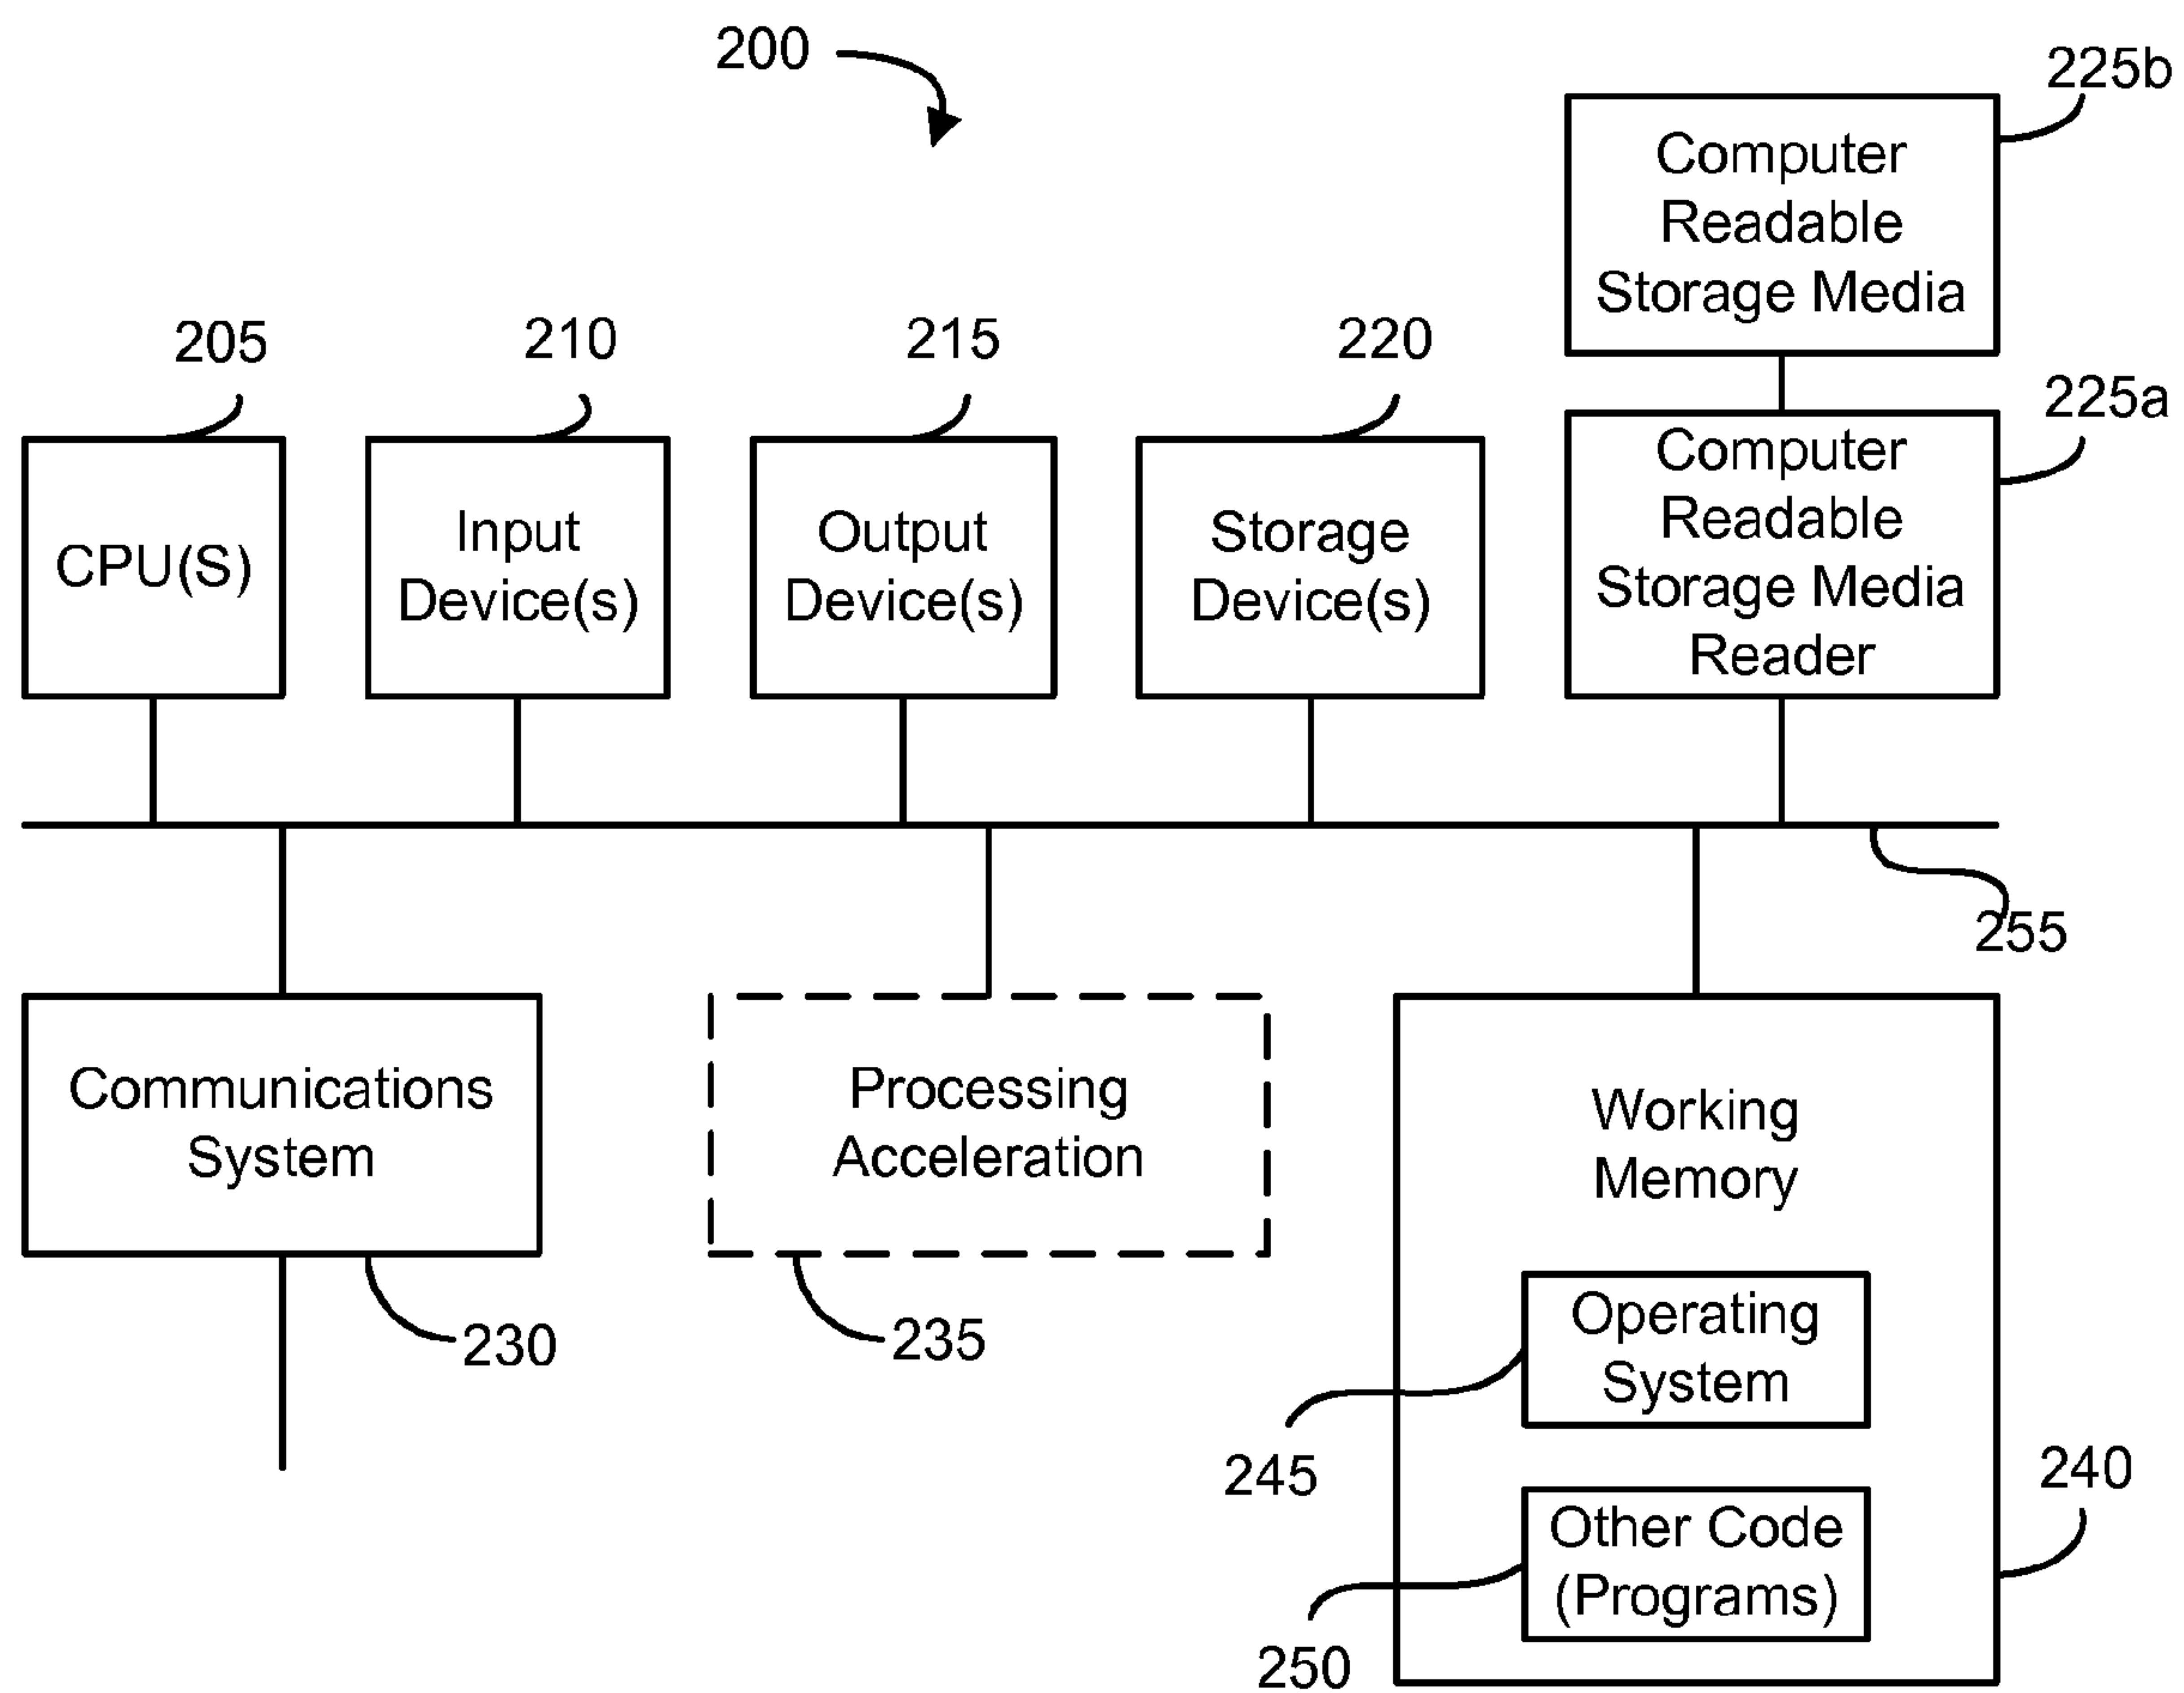 200
225b
Computer
Readable
Storage Media
205
210
215
220
225a
CPU(S)
Input
Device(s)
Output
Device(s)
Storage
Device(s)
Computer
Readable
Storage Media
Reader
255
Communications
System
230
Processing
Acceleration
235
Working
Memory
Operating
System
245
240
Other Code
(Programs)
250